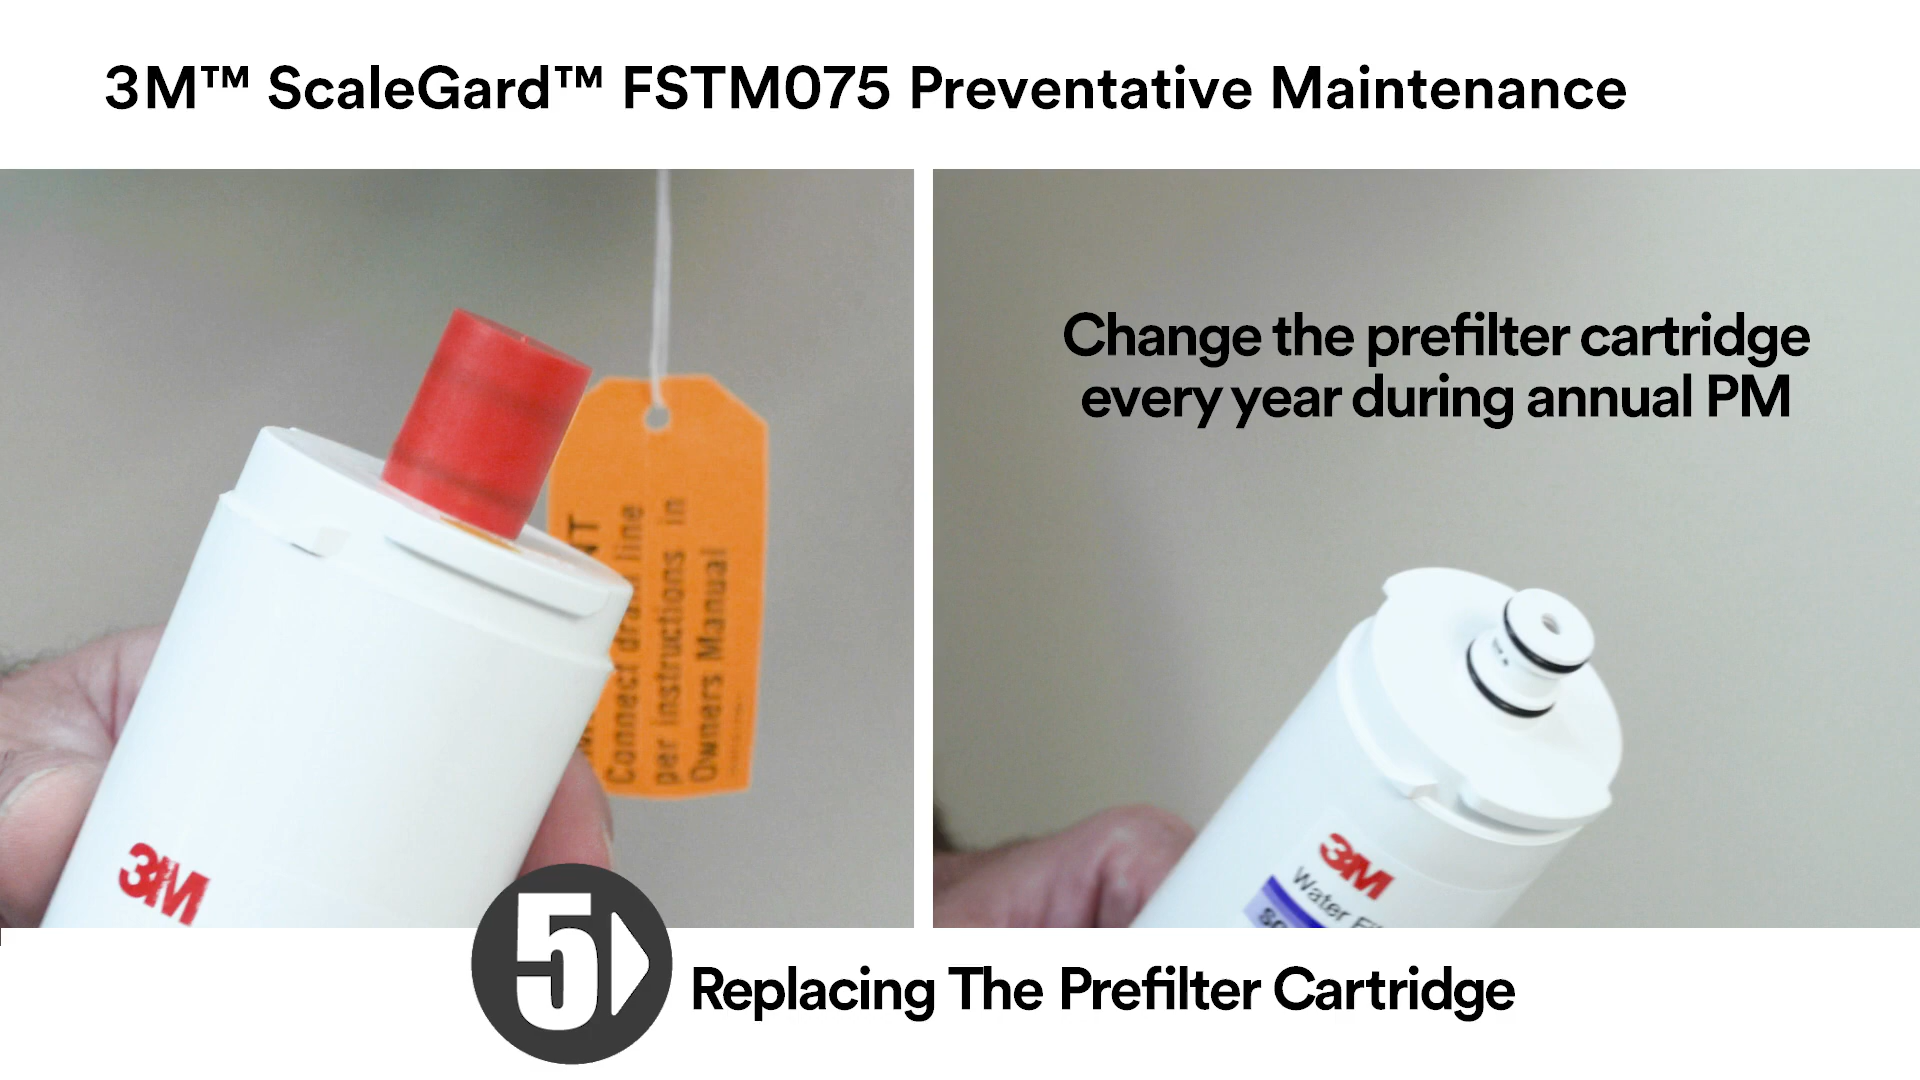 3M™ ScaleGard™ FSTM075 Preventative Maintenance
Connect drain line
per instructions in
Owners Manual
3M
Change the prefilter cartridge
every year during annual PM
3M
Water
5
Replacing The Prefilter Cartridge